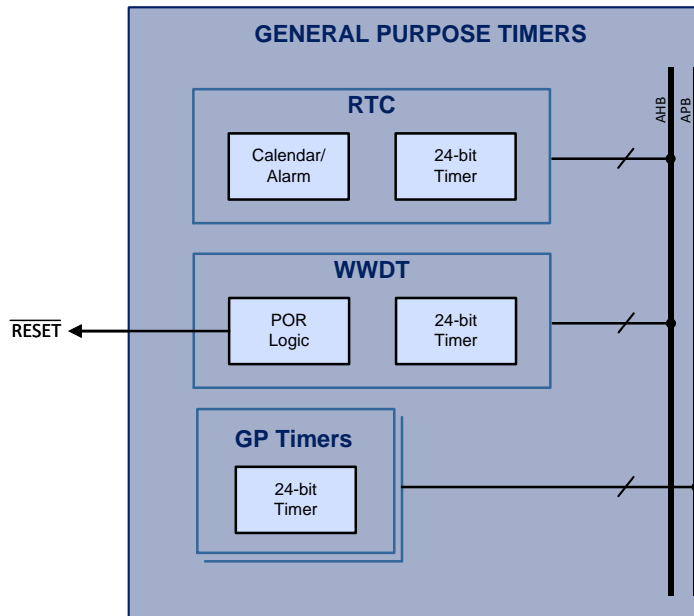 GENERAL PURPOSE TIMERS
AHB
APB
RTC
Calendar/
Alarm
24-bit
Timer
WWDT
RESET
POR
Logic
24-bit
Timer
GP Timers
24-bit
Timer